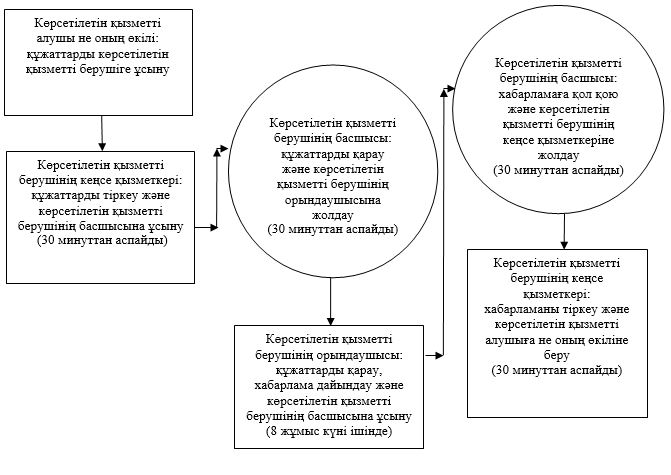 Көрсетілетін қызметті
алушы не оның өкілі:
құжаттарды көрсетілетін
қызметті берушіге ұсыну
Көрсетілетін қызметті
берушінің кеңсе қызметкері:
құжаттарды тіркеу және
көрсетілетін қызметті
берушінің басшысына ұсыну
(30 минуттан аспайды)
Көрсетілетін қызметті
берушінің басшысы:
құжаттарды қарау
және көрсетілетін
қызметті берушінің
орындаушысына
жолдау
(30 минуттан аспайды)
Көрсетілетін қызметті
берушінің орындаушысы:
құжаттарды қарау,
хабарлама дайындау және
көрсетілетін қызметті
берушінің басшысына ұсыну
(8 жұмыс күні ішінде)
Көрсетілетін қызметті
берушінің басшысы:
хабарламаға қол қою
және көрсетілетін
қызметті берушінің
кеңсе қызметкеріне
жолдау
(30 минуттан аспайды)
Көрсетілетін қызметті
берушінің кеңсе
қызметкері:
хабарламаны тіркеу және
көрсетілетін қызметті
алушыға не оның өкіліне
беру
(30 минуттан аспайды)